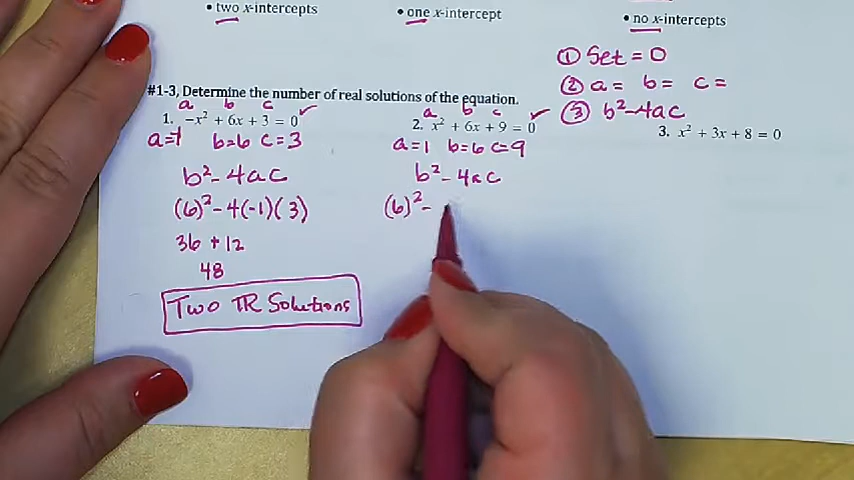 • two x-intercepts
• one x-intercept
• no x-intercepts
① Set = 0
② a = b = c =
③ b² - 4ac
#1-3, Determine the number of real solutions of the equation.
a b c
1. −x² + 6x + 3 = 0 ✓
a=-1 b=6 c=3
b² - 4ac
(6)² - 4(-1)(3)
36 + 12
48
Two IR Solutions
a b c
2. x² + 6x + 9 = 0 ✓
a=1 b=6 c=9
b² - 4ac
(6)² -
3. x² + 3x + 8 = 0